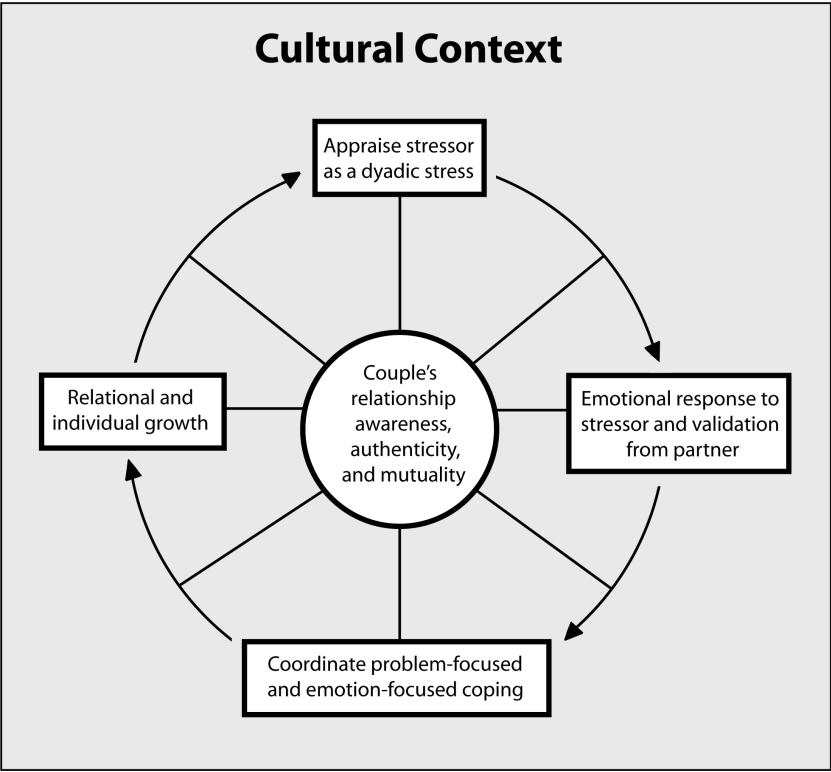 Cultural Context
Appraise stressor
as a dyadic stress
Couple’s
relationship
awareness,
authenticity,
and mutuality
Relational and
individual growth
Emotional response to
stressor and validation
from partner
Coordinate problem-focused
and emotion-focused coping